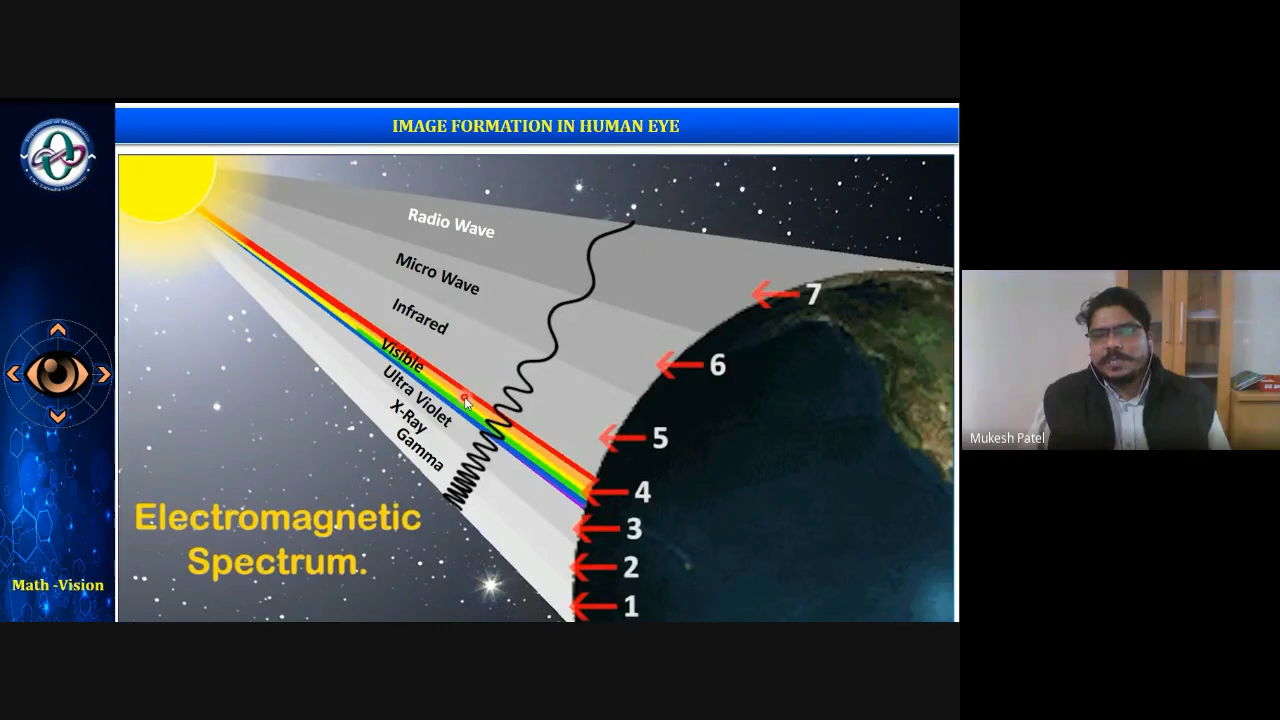 IMAGE FORMATION IN HUMAN EYE
Radio Wave
Micro Wave
Infrared
Visible
Ultra Violet
X-Ray
Gamma
7
6
5
4
3
2
1
Electromagnetic
Spectrum.
Math -Vision
Mukesh Patel